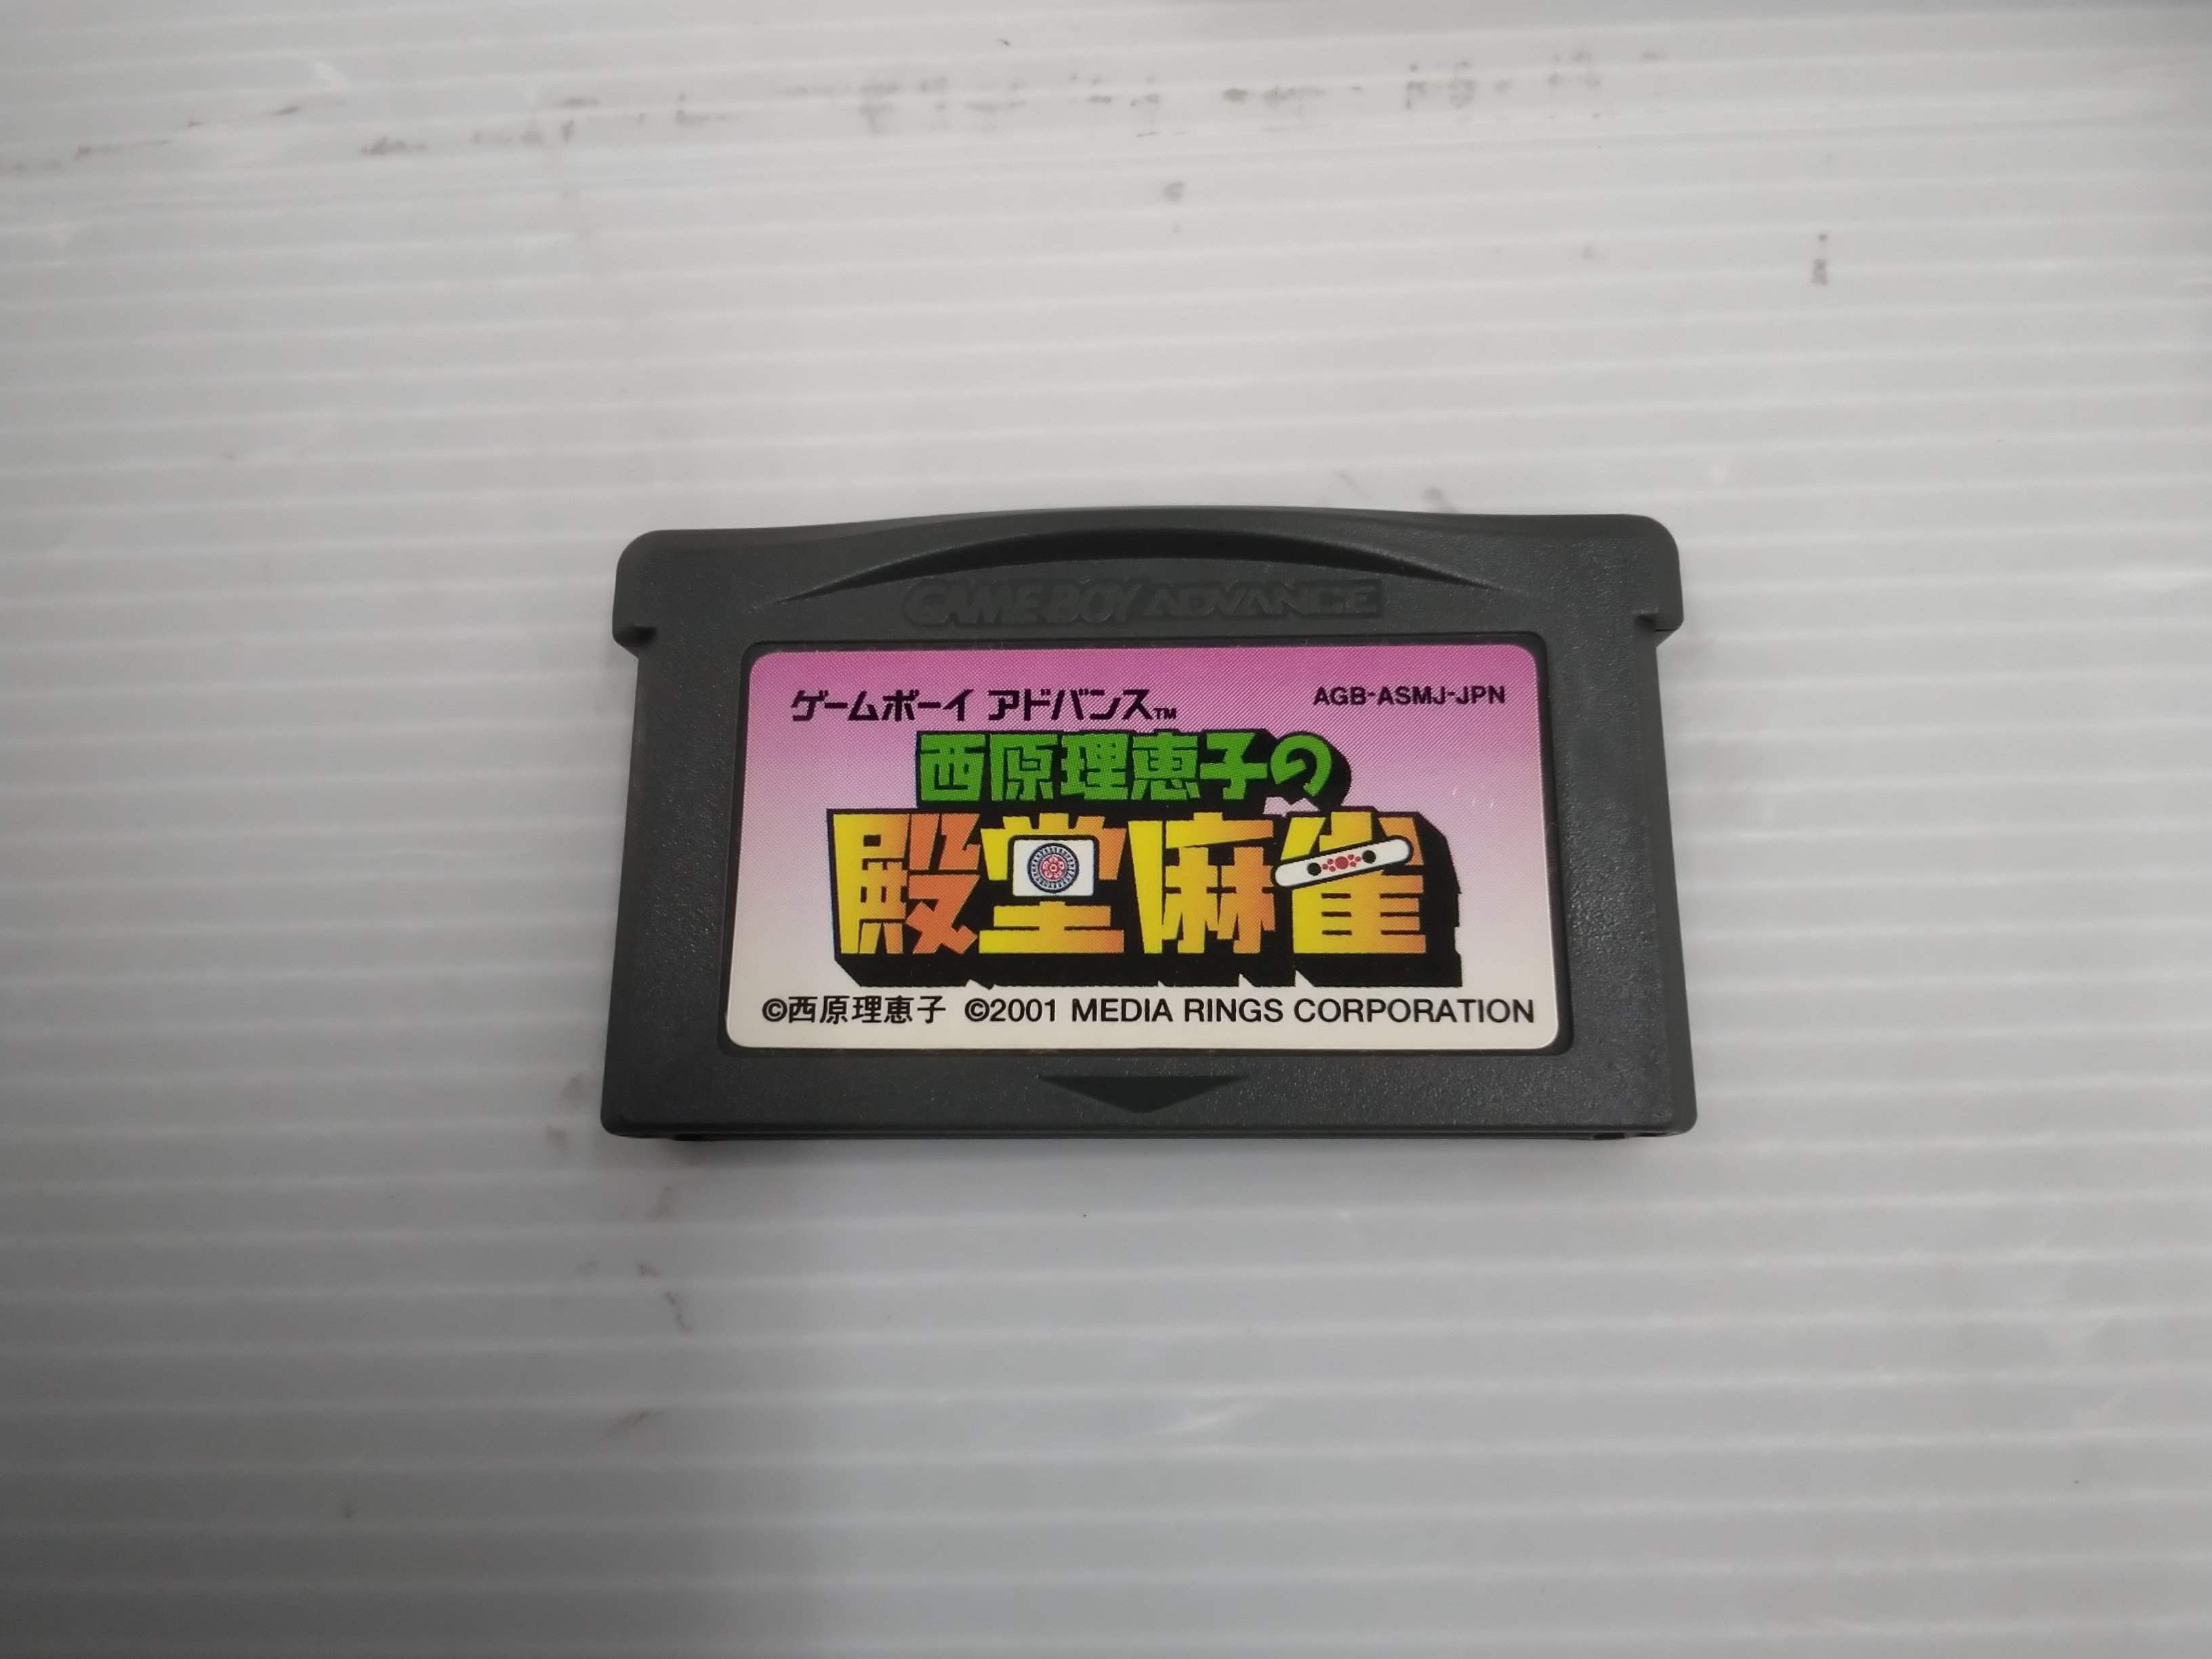 GAME BOY ADVANCE
ゲームボーイ アドバンス™
AGB-ASMJ-JPN
西原理恵子の
殿堂麻雀
©西原理恵子 ©2001 MEDIA RINGS CORPORATION